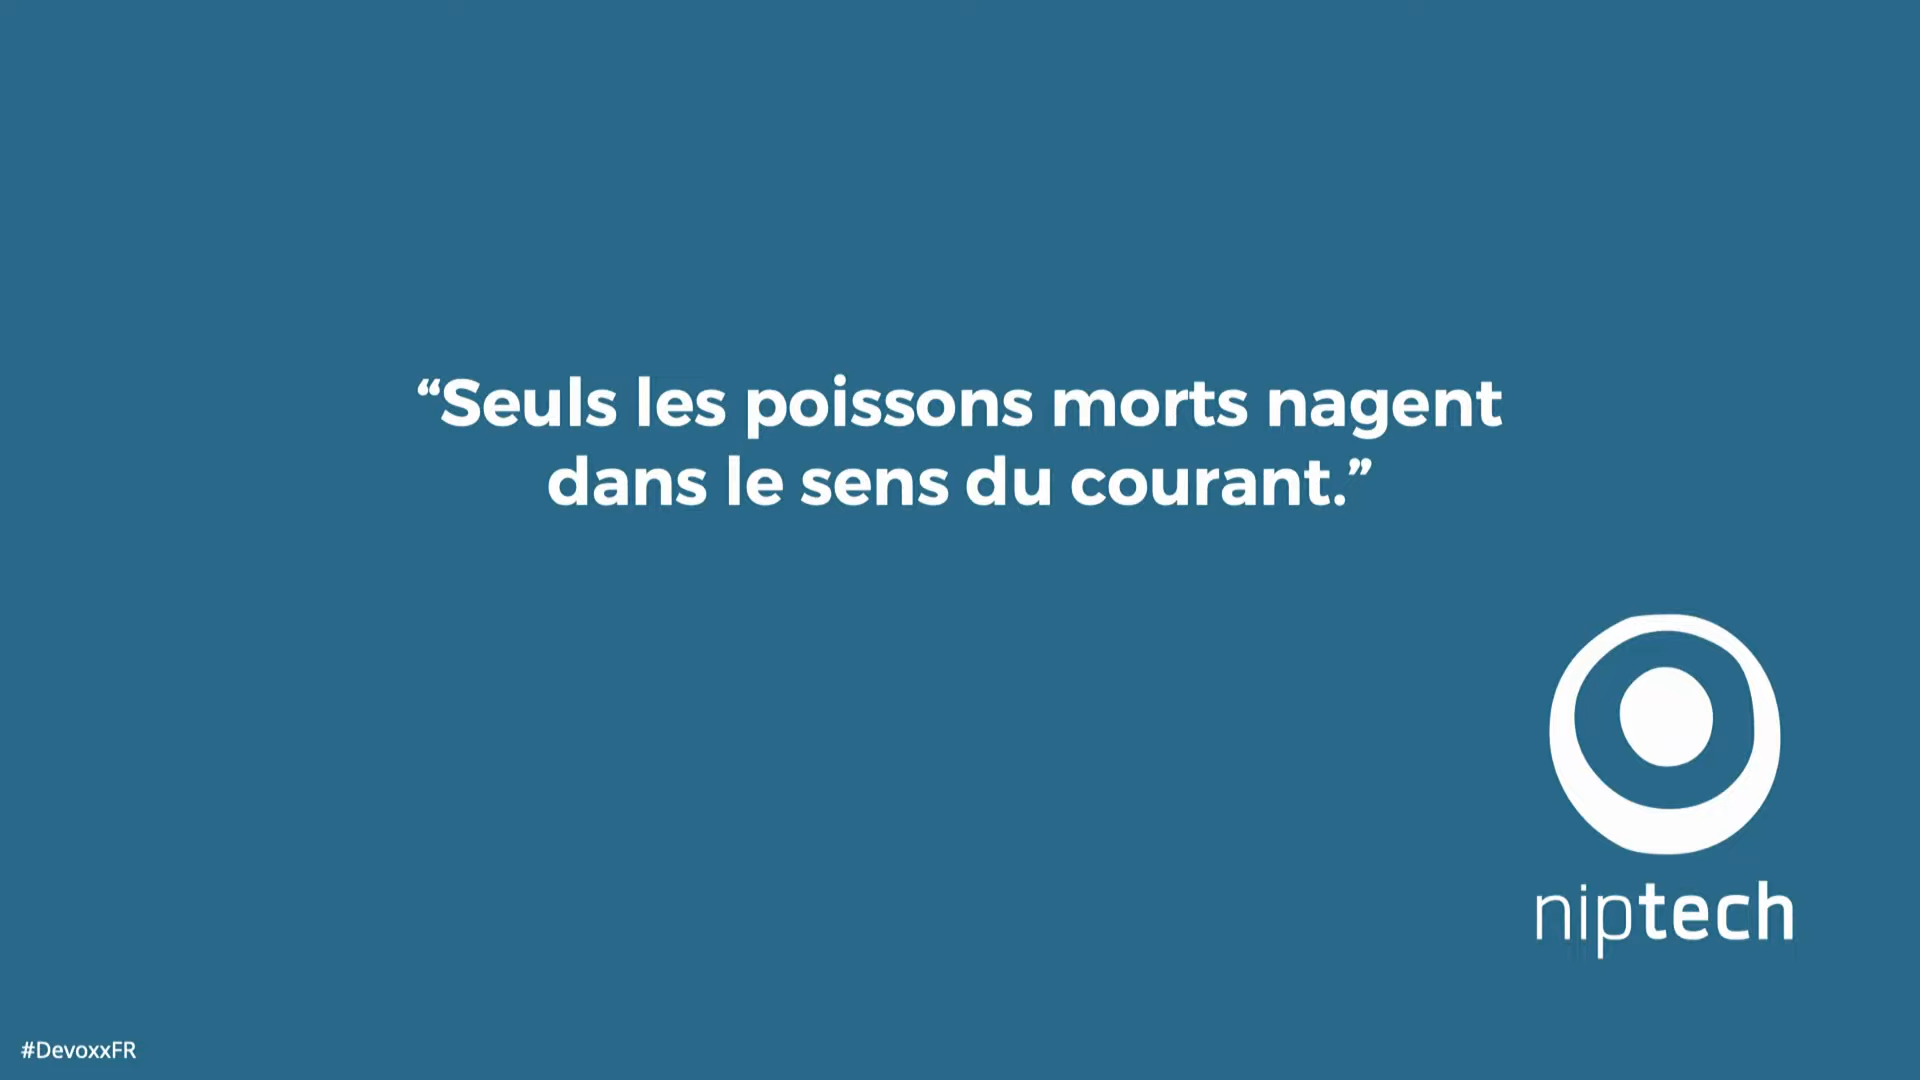 “Seuls les poissons morts nagent
dans le sens du courant.”
niptech
#DevoxxFR